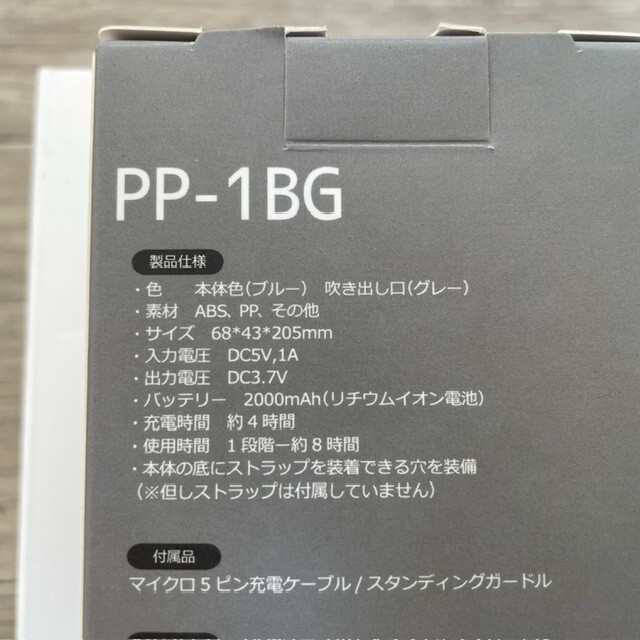 PP-1BG
製品仕様
・色　本体色（ブルー）　吹き出し口（グレー）
・素材　ABS、PP、その他
・サイズ　68*43*205mm
・入力電圧　DC5V,1A
・出力電圧　DC3.7V
・バッテリー　2000mAh（リチウムイオン電池）
・充電時間　約４時間
・使用時間　１段階ー約８時間
・本体の底にストラップを装着できる穴を装備
（※但しストラップは付属していません）
付属品
マイクロ５ピン充電ケーブル/スタンディングガードル